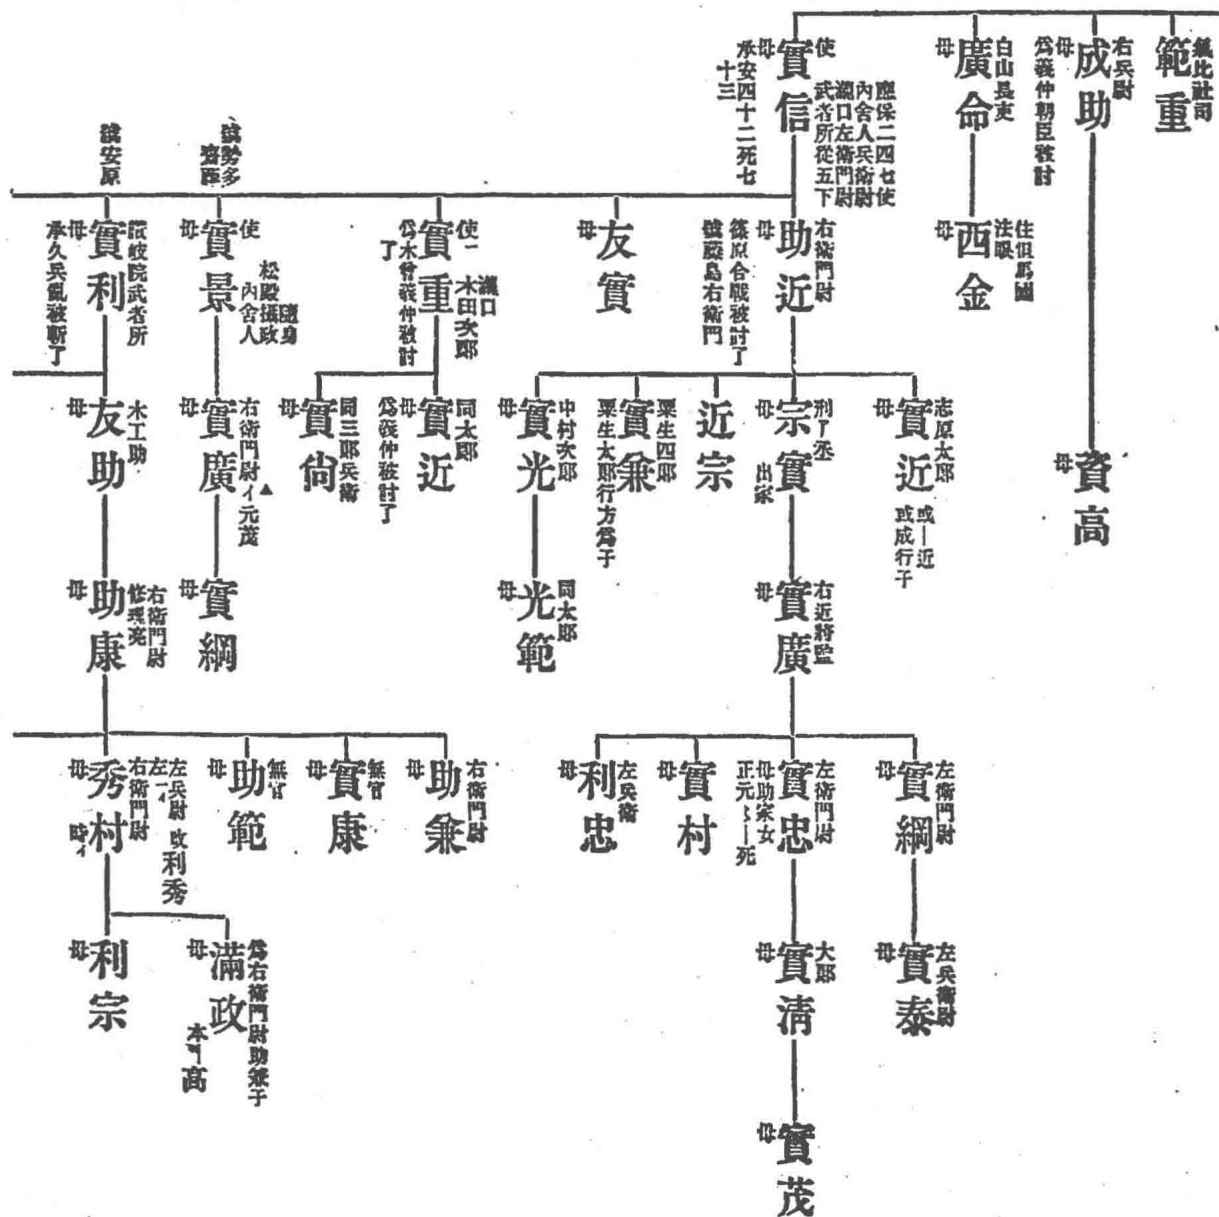 氣比社司
範重
右兵尉
成助
母
爲義仲朝臣被討
資高
母
白山長吏
廣命
母
住但馬國
法眼
西金
母
使
應保二四七使
內舍人兵衛尉
瀧口左衛門尉
武者所從五下
實信
母
承安四十二死七
十三
右衛門尉
助近
母
篠原合戰被討了
號藤島右衛門
友實
母
使一
瀧口
木田次郎
實重
母
爲木曾義仲被討
了
使
隨身
松殿攝政
內舍人
實景
母
號勢多
讃岐院武者所
實利
母
承久兵亂被斬了
號安原
志原太郎
或一近
或成行子
實近
母
刑了丞
出家
宗實
母
近宗
粟生四郎
實兼
母
粟生太郎行方爲子
中村次郎
實光
母
同太郎
實近
母
爲義仲被討了
同三郎兵衛
實尙
母
右衛門尉イ元茂
實廣
母
木工助
友助
母
右近將監
實廣
母
同太郎
光範
母
實綱
母
右衛門尉
修理亮
助康
母
左衛門尉
實綱
母
左衛門尉
實忠
母助家女
實村
母
左兵衛
利忠
母
右衛門尉
助兼
母
無官
實康
母
無官
助範
母
左兵尉 改利秀
右衛門尉
秀村
時イ
母
左兵衛尉
實泰
母
大郎
實淸
母
爲右衛門尉助兼子
滿政
母
高
利宗
母
實茂
母